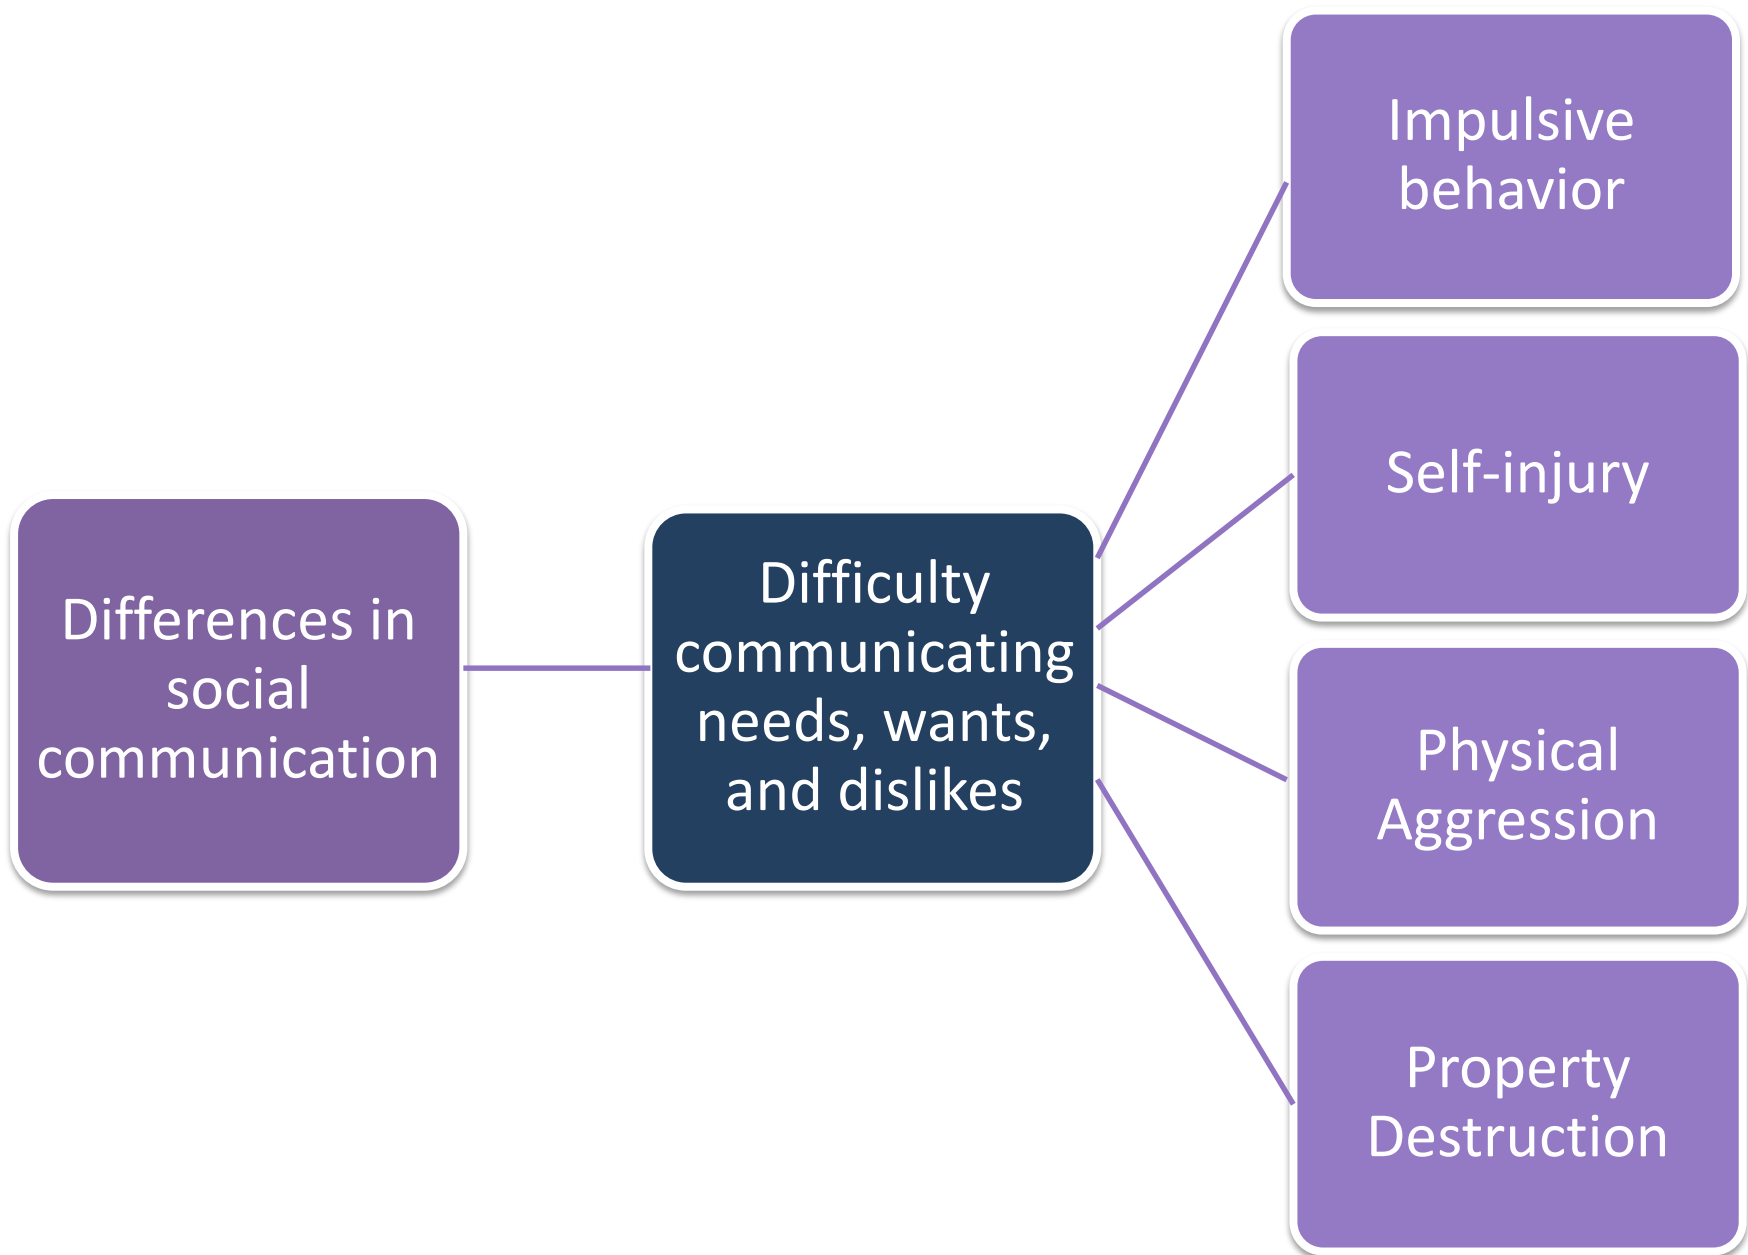 Differences in
social
communication
Difficulty
communicating
needs, wants,
and dislikes
Impulsive
behavior
Self-injury
Physical
Aggression
Property
Destruction